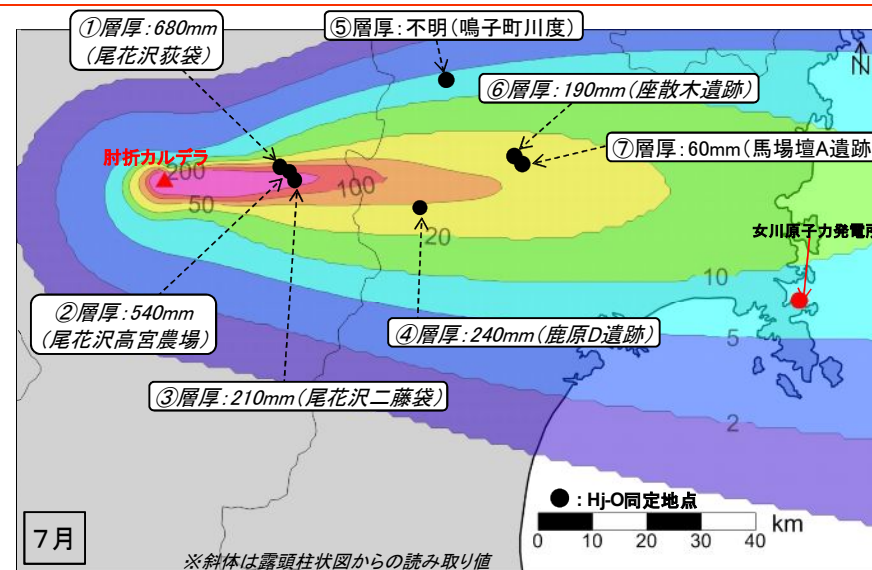 ①層厚:680mm
(尾花沢荻袋)
⑤層厚:不明(鳴子町川度)
N
⑥層厚:190mm(座散木遺跡)
肘折カルデラ
200
100
50
⑦層厚:60mm(馬場壇A遺跡
20
女川原子力発電所
10
②層厚:540mm
(尾花沢高宮農場)
④層厚:240mm(鹿原D遺跡)
5
③層厚:210mm(尾花沢二藤袋)
2
●:Hj-O同定地点
km
0 10 20 30 40
7月
※斜体は露頭柱状図からの読み取り値